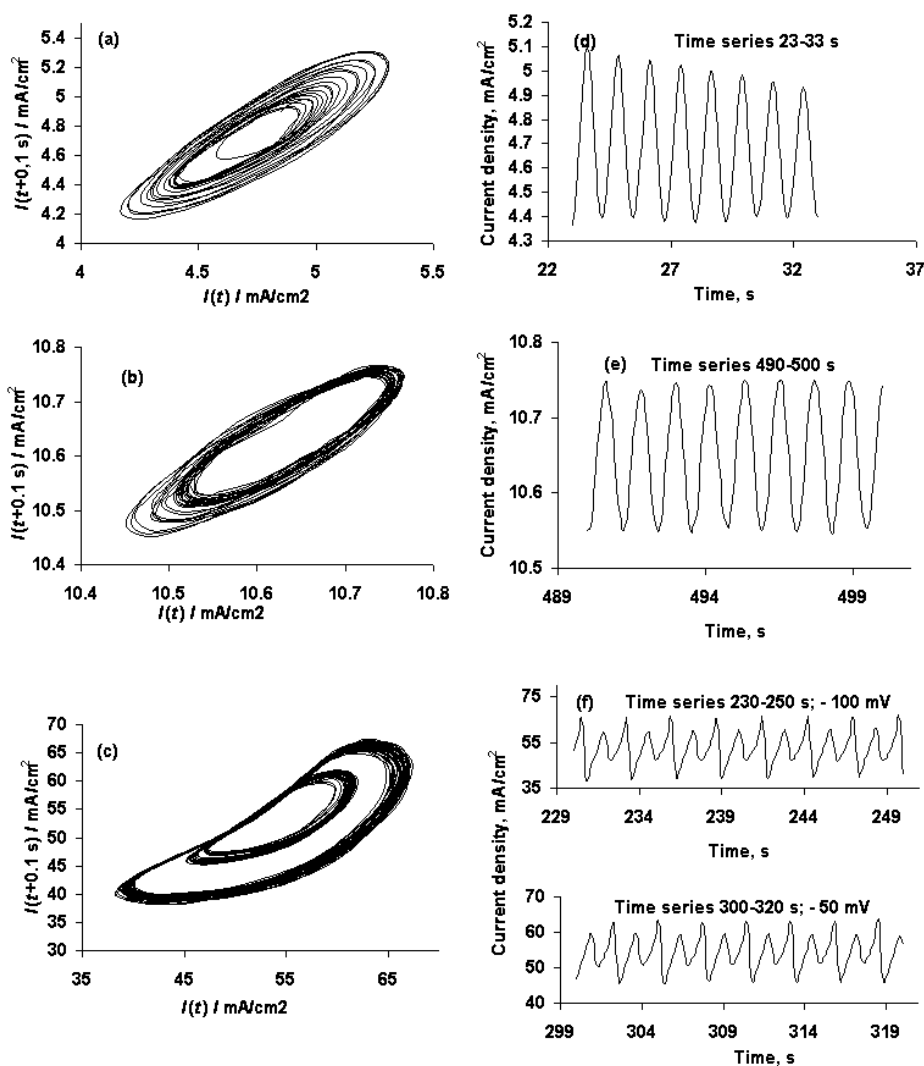 (a)
I(t+0,1 s) / mA/cm2
5.4
5.2
5
4.8
4.6
4.4
4.2
4
4 4.5 5 5.5
I(t) / mA/cm2
(d) Time series 23-33 s
Current density, mA/cm2
5.2
5.1
5
4.9
4.8
4.7
4.6
4.5
4.4
4.3
22 27 32 37
Time, s
(b)
I(t+0.1 s) / mA/cm2
10.8
10.7
10.6
10.5
10.4
10.4 10.5 10.6 10.7 10.8
I(t) / mA/cm2
(e) Time series 490-500 s
Current density, mA/cm2
10.8
10.7
10.6
10.5
489 494 499
Time, s
(c)
I(t+0.1 s) / mA/cm2
70
65
60
55
50
45
40
35
30
35 45 55 65
I(t) / mA/cm2
(f)
Time series 230-250 s; - 100 mV
Current density, mA/cm2
75
55
35
229 234 239 244 249
Time, s
Time series 300-320 s; - 50 mV
70
60
50
40
299 304 309 314 319
Time, s